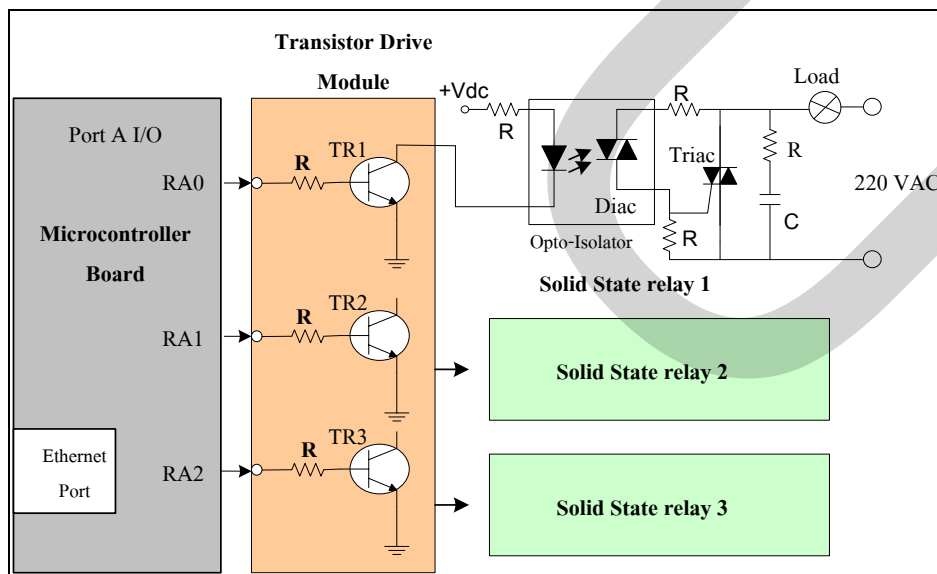 Transistor Drive
Module
Port A I/O
RA0
Microcontroller
Board
RA1
RA2
Ethernet
Port
R
TR1
R
TR2
R
TR3
+Vdc
R
Diac
Opto-Isolator
R
R
Triac
R
C
Load
220 VAC
Solid State relay 1
Solid State relay 2
Solid State relay 3